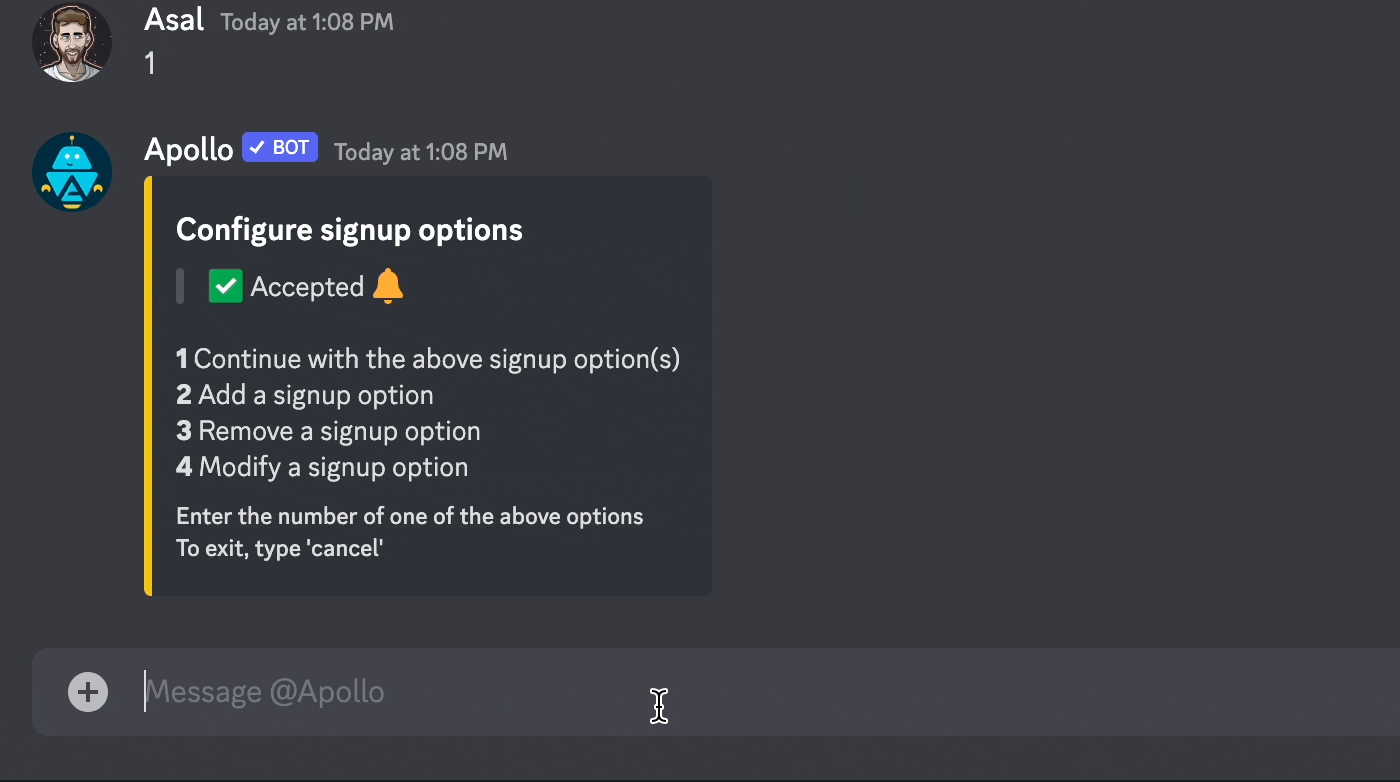 Asal Today at 1:08 PM
1
Apollo ✓ BOT Today at 1:08 PM
Configure signup options
✅ Accepted 🔔
1 Continue with the above signup option(s)
2 Add a signup option
3 Remove a signup option
4 Modify a signup option
Enter the number of one of the above options
To exit, type 'cancel'
Message @Apollo